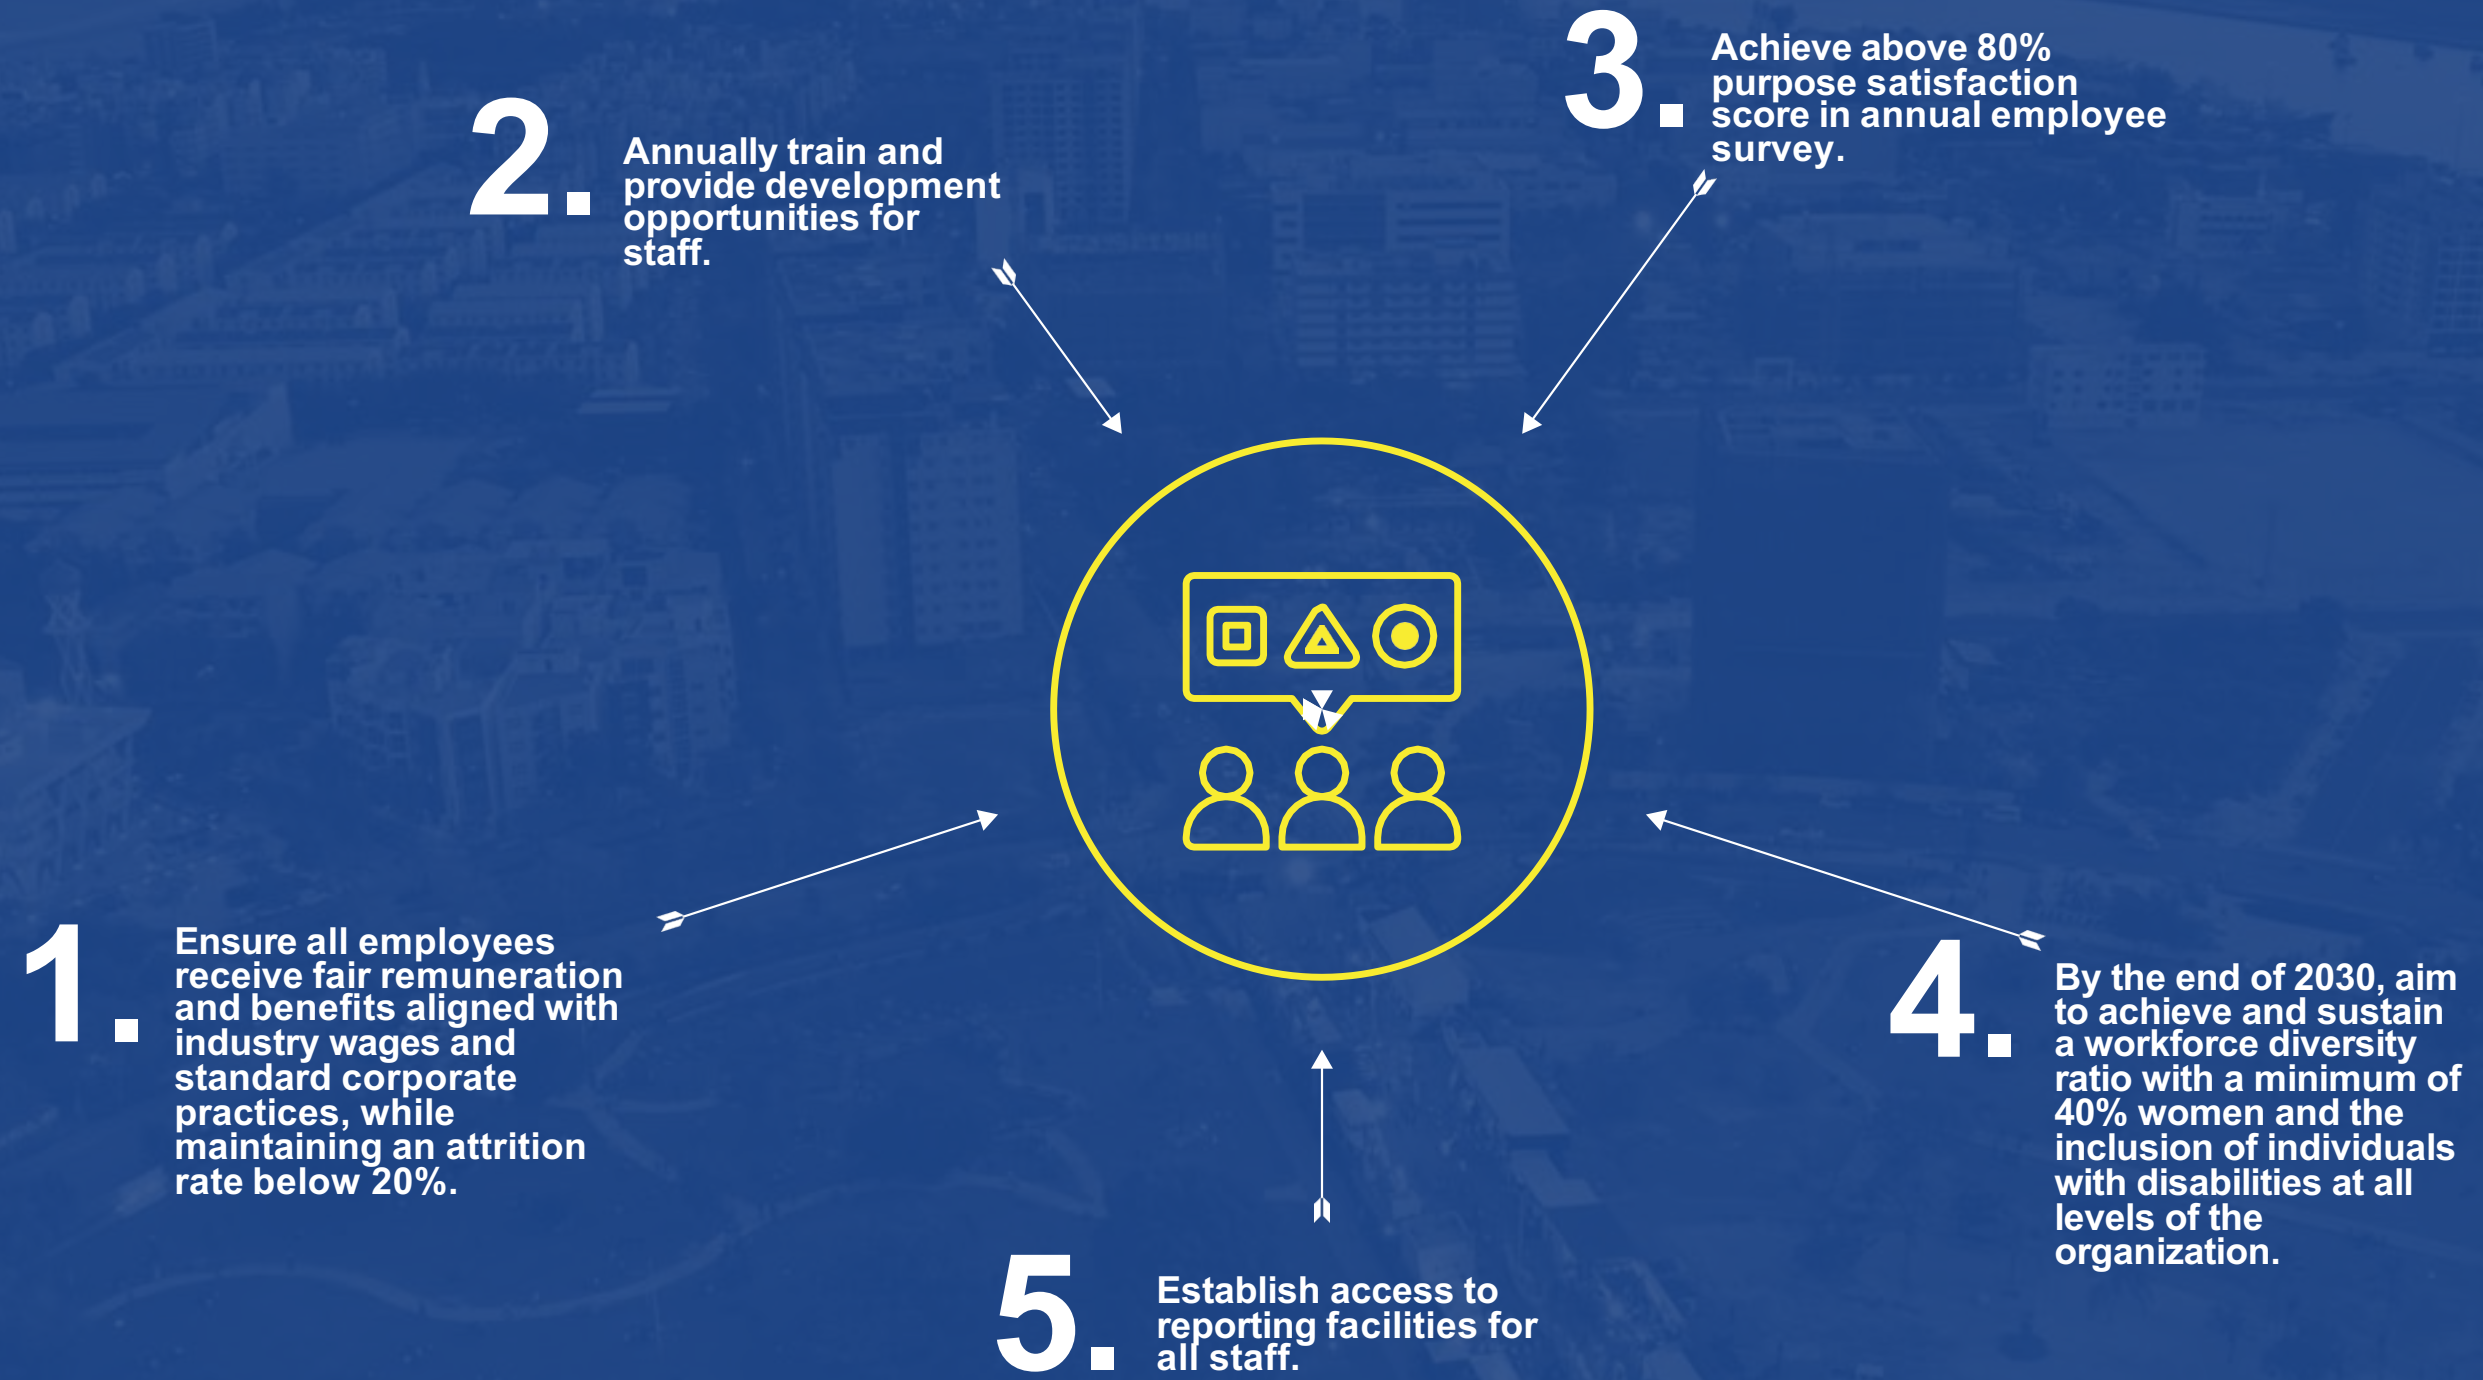 1.
Ensure all employees
receive fair remuneration
and benefits aligned with
industry wages and
standard corporate
practices, while
maintaining an attrition
rate below 20%.
2.
Annually train and
provide development
opportunities for
staff.
3.
Achieve above 80%
purpose satisfaction
score in annual employee
survey.
4.
By the end of 2030, aim
to achieve and sustain
a workforce diversity
ratio with a minimum of
40% women and the
inclusion of individuals
with disabilities at all
levels of the
organization.
5.
Establish access to
reporting facilities for
all staff.